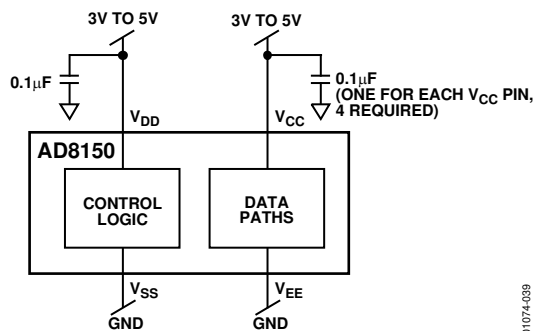 3V TO 5V
3V TO 5V
0.1μF
0.1μF
(ONE FOR EACH VCC PIN,
4 REQUIRED)
VDD
VCC
AD8150
CONTROL
LOGIC
DATA
PATHS
VSS
VEE
GND
GND
01074-039